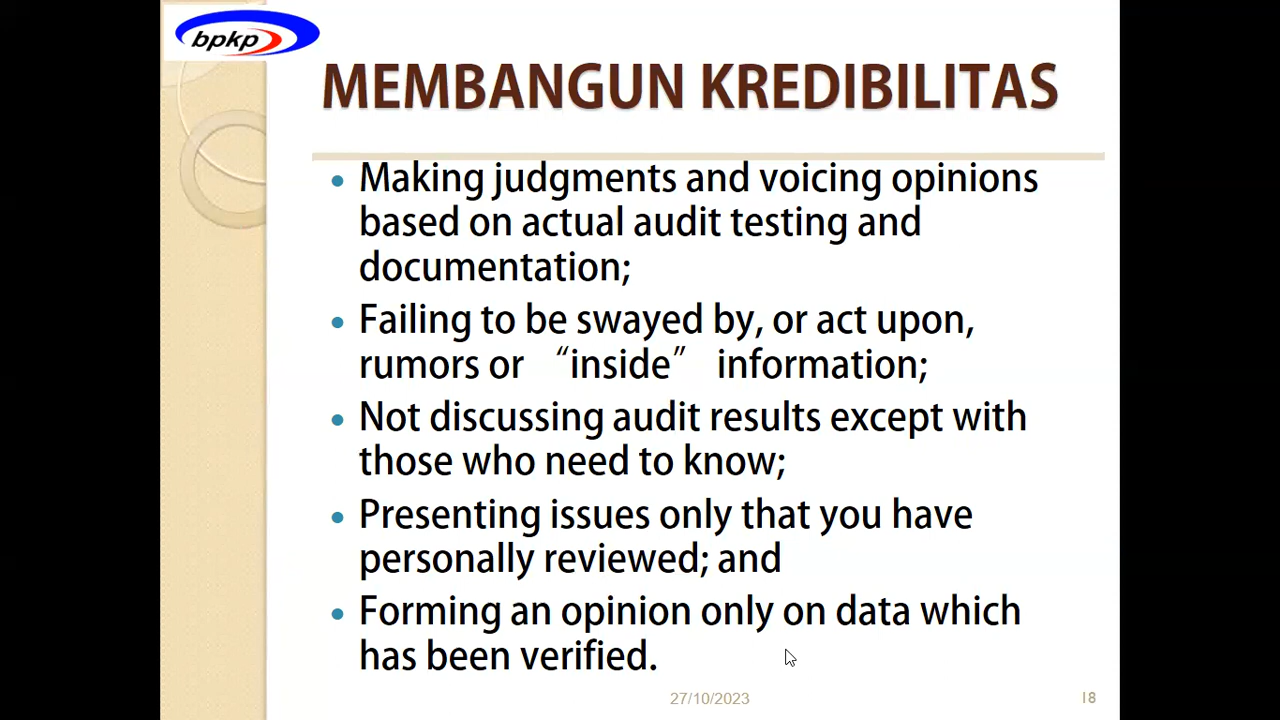 bpkp
MEMBANGUN KREDIBILITAS
• Making judgments and voicing opinions
based on actual audit testing and
documentation;
• Failing to be swayed by, or act upon,
rumors or “inside” information;
• Not discussing audit results except with
those who need to know;
• Presenting issues only that you have
personally reviewed; and
• Forming an opinion only on data which
has been verified.
27/10/2023
18